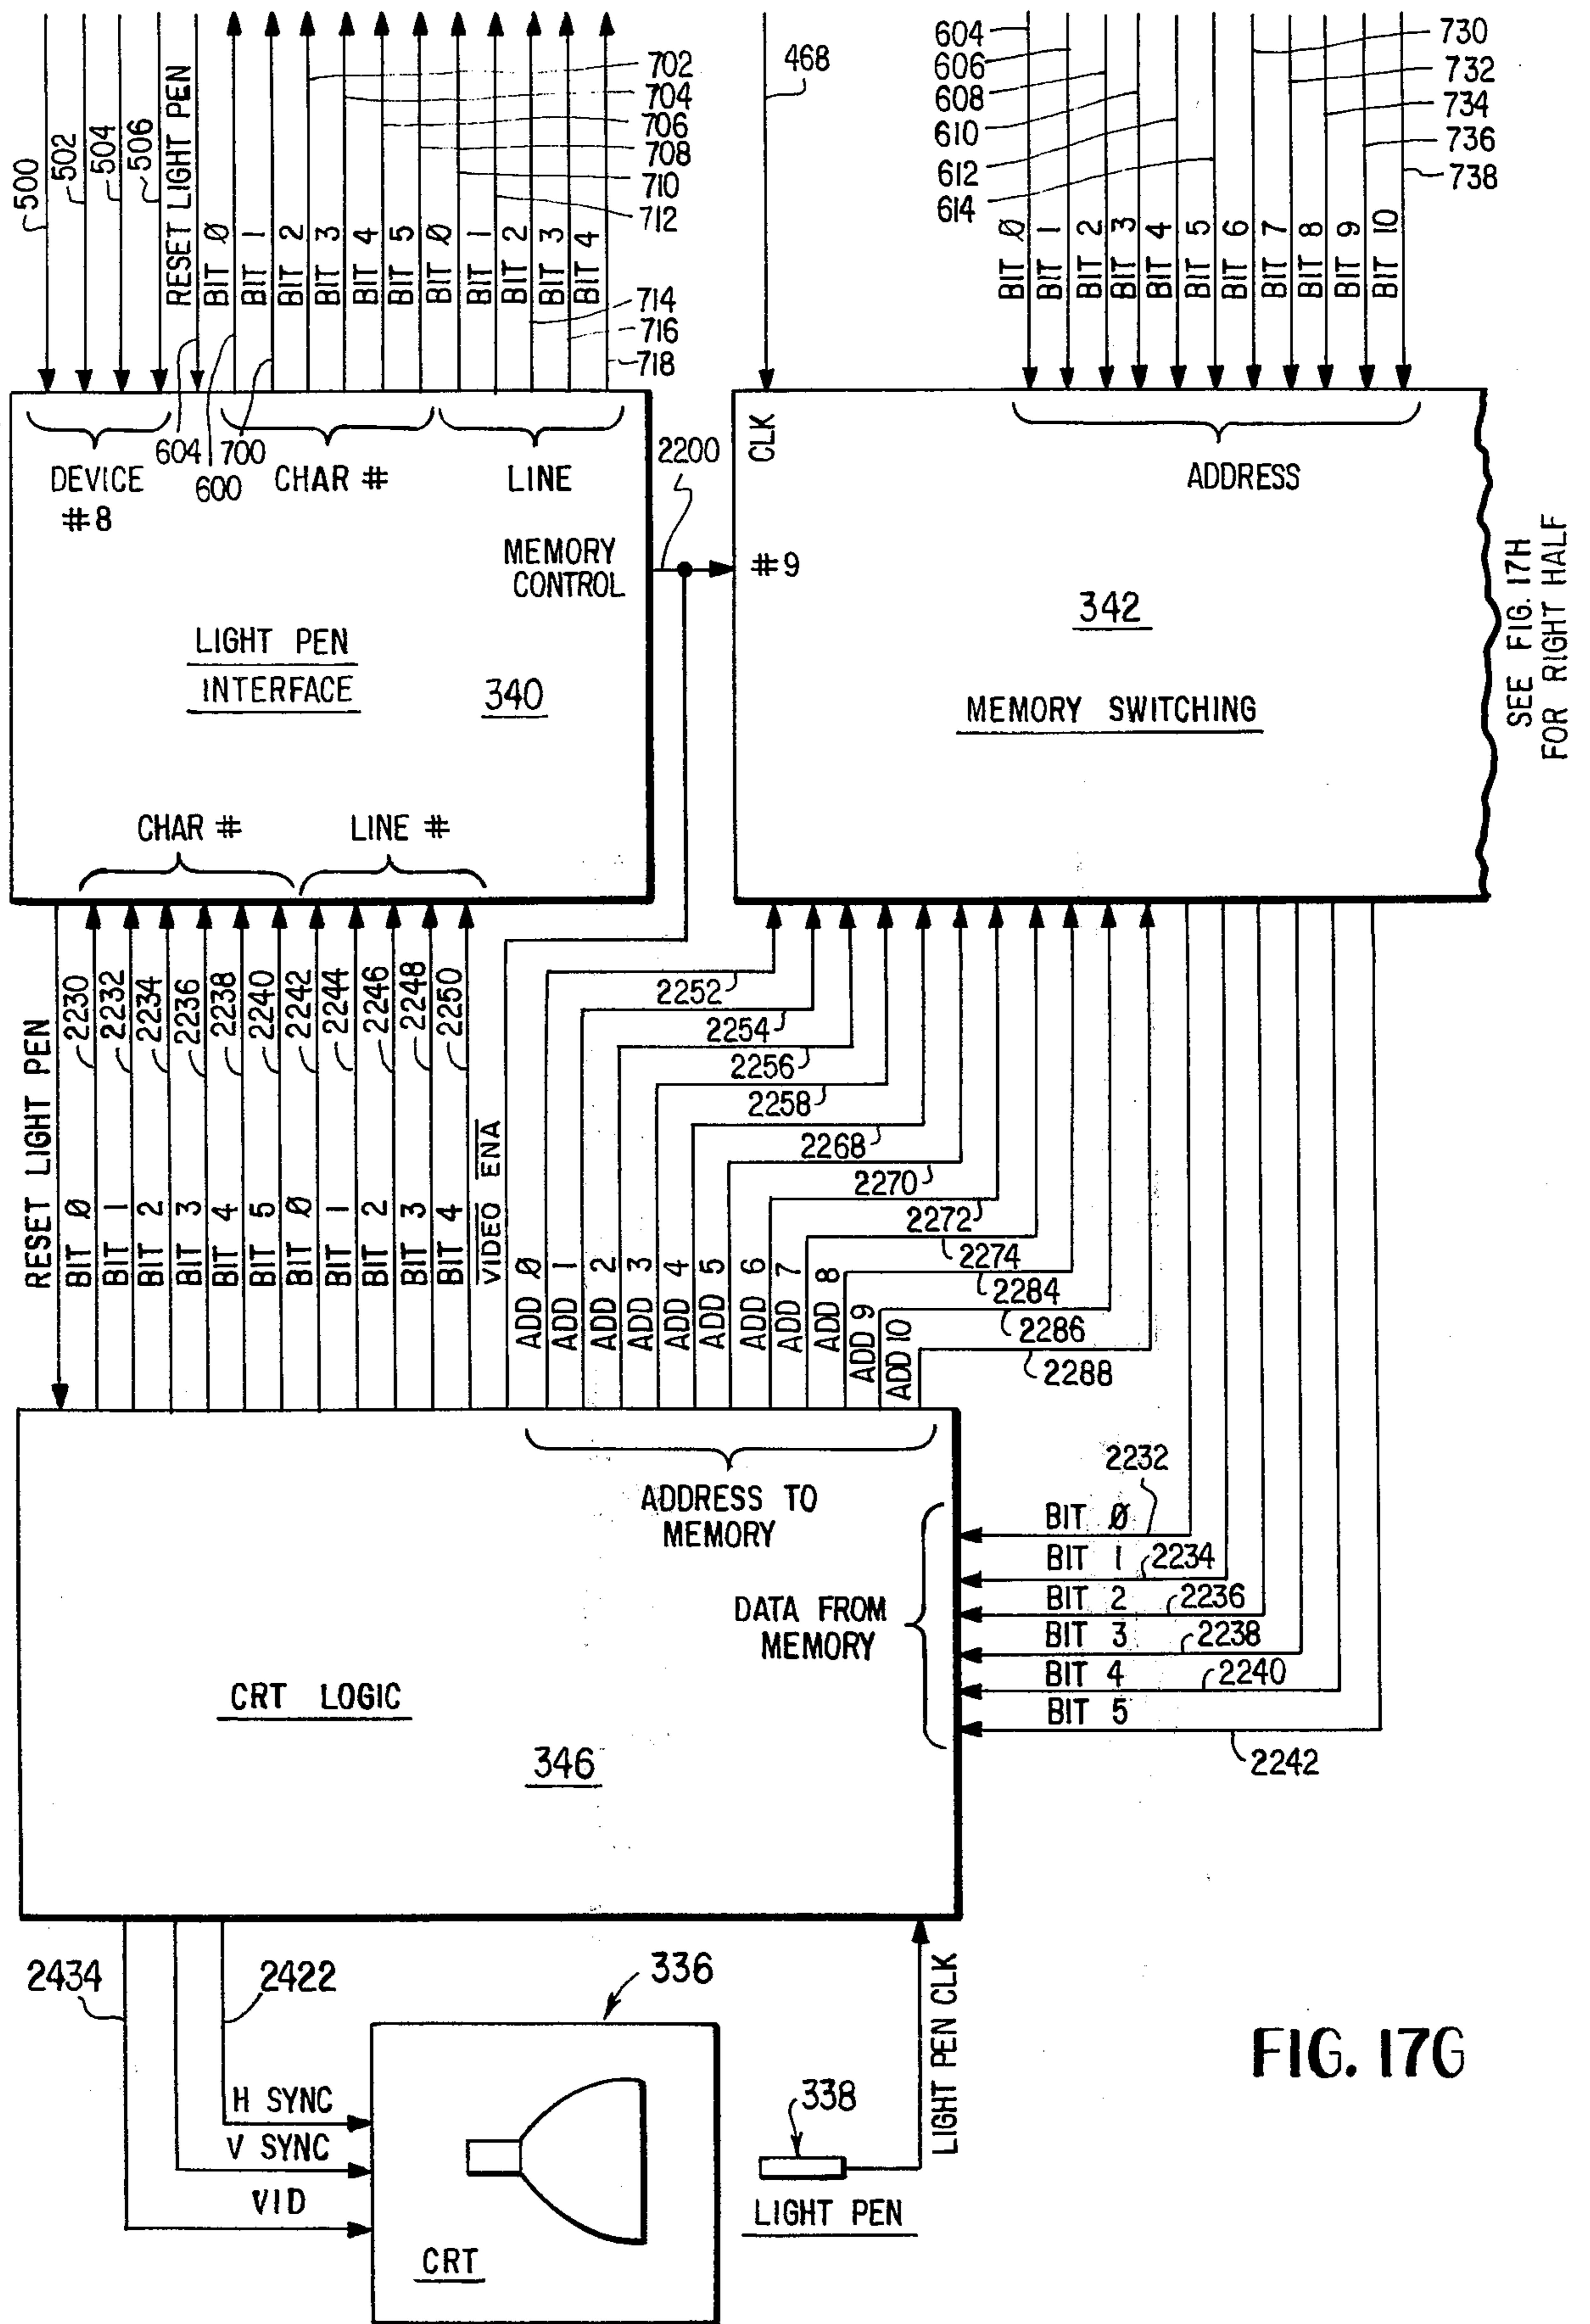 500
502
504
506
RESET LIGHT PEN
BIT Ø
BIT 1
BIT 2
BIT 3
BIT 4
BIT 5
BIT Ø
BIT 1
BIT 2
BIT 3
BIT 4
702
704
706
708
710
712
714
716
718
468
604
606
608
610
612
614
BIT Ø
BIT 1
BIT 2
BIT 3
BIT 4
BIT 5
BIT 6
BIT 7
BIT 8
BIT 9
BIT 10
730
732
734
736
738
604
600
700
DEVICE
#8
CHAR #
LINE
2200
CLK
ADDRESS
MEMORY
CONTROL
#9
LIGHT PEN
INTERFACE
340
342
MEMORY SWITCHING
SEE FIG. 17H
FOR RIGHT HALF
CHAR #
LINE #
RESET LIGHT PEN
2230
2232
2234
2236
2238
2240
2242
2244
2246
2248
2250
BIT Ø
BIT 1
BIT 2
BIT 3
BIT 4
BIT 5
BIT Ø
BIT 1
BIT 2
BIT 3
BIT 4
VIDEO ENA
ADD Ø
ADD 1
ADD 2
ADD 3
ADD 4
ADD 5
ADD 6
ADD 7
ADD 8
ADD 9
ADD 10
2252
2254
2256
2258
2268
2270
2272
2274
2284
2286
2288
ADDRESS TO
MEMORY
DATA FROM
MEMORY
2232
BIT Ø
BIT 1 2234
BIT 2 2236
BIT 3 2238
BIT 4 2240
BIT 5
2242
CRT LOGIC
346
2434
2422
336
H SYNC
V SYNC
VID
CRT
338
LIGHT PEN
LIGHT PEN CLK
FIG. 17G